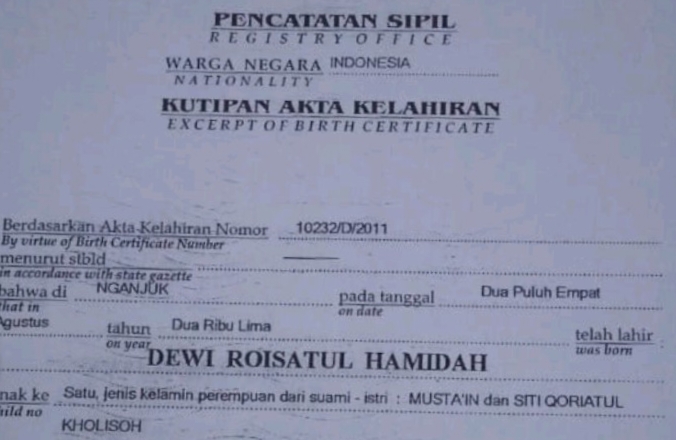 PENCATATAN SIPIL
REGISTRY OFFICE
WARGA NEGARA INDONESIA
NATIONALITY
KUTIPAN AKTA KELAHIRAN
EXCERPT OF BIRTH CERTIFICATE
Berdasarkan Akta Kelahiran Nomor 10232/D/2011
By virtue of Birth Certificate Number
menurut stbld
in accordance with state gazette
bahwa di NGANJUK pada tanggal Dua Puluh Empat
that in on date
Agustus tahun Dua Ribu Lima telah lahir :
on year was born
DEWI ROISATUL HAMIDAH
nak ke Satu, jenis kelamin perempuan dari suami - istri : MUSTA'IN dan SITI QORIATUL
hild no
KHOLISOH